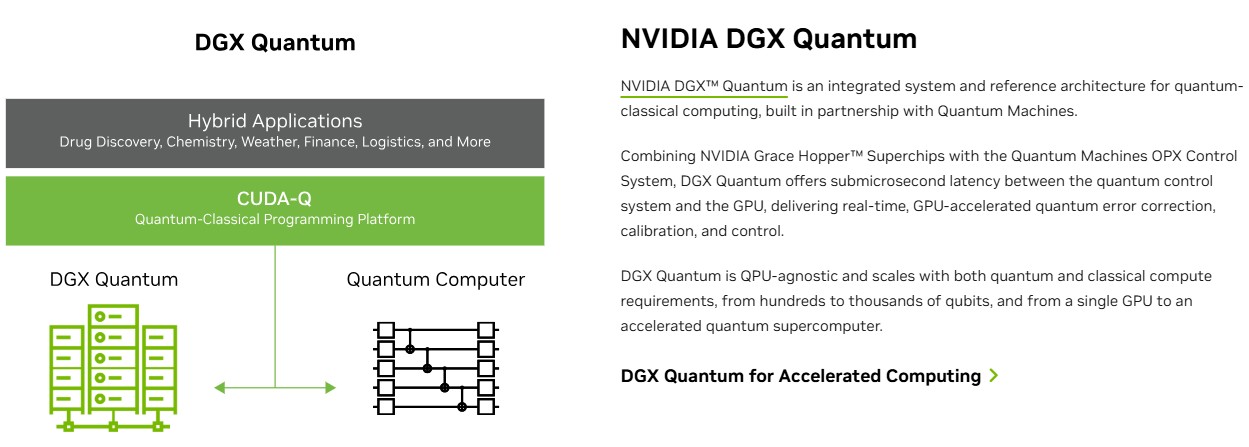 DGX Quantum
Hybrid Applications
Drug Discovery, Chemistry, Weather, Finance, Logistics, and More
CUDA-Q
Quantum-Classical Programming Platform
DGX Quantum
Quantum Computer
NVIDIA DGX Quantum
NVIDIA DGX™ Quantum is an integrated system and reference architecture for quantum-
classical computing, built in partnership with Quantum Machines.
Combining NVIDIA Grace Hopper™ Superchips with the Quantum Machines OPX Control
System, DGX Quantum offers submicrosecond latency between the quantum control
system and the GPU, delivering real-time, GPU-accelerated quantum error correction,
calibration, and control.
DGX Quantum is QPU-agnostic and scales with both quantum and classical compute
requirements, from hundreds to thousands of qubits, and from a single GPU to an
accelerated quantum supercomputer.
DGX Quantum for Accelerated Computing